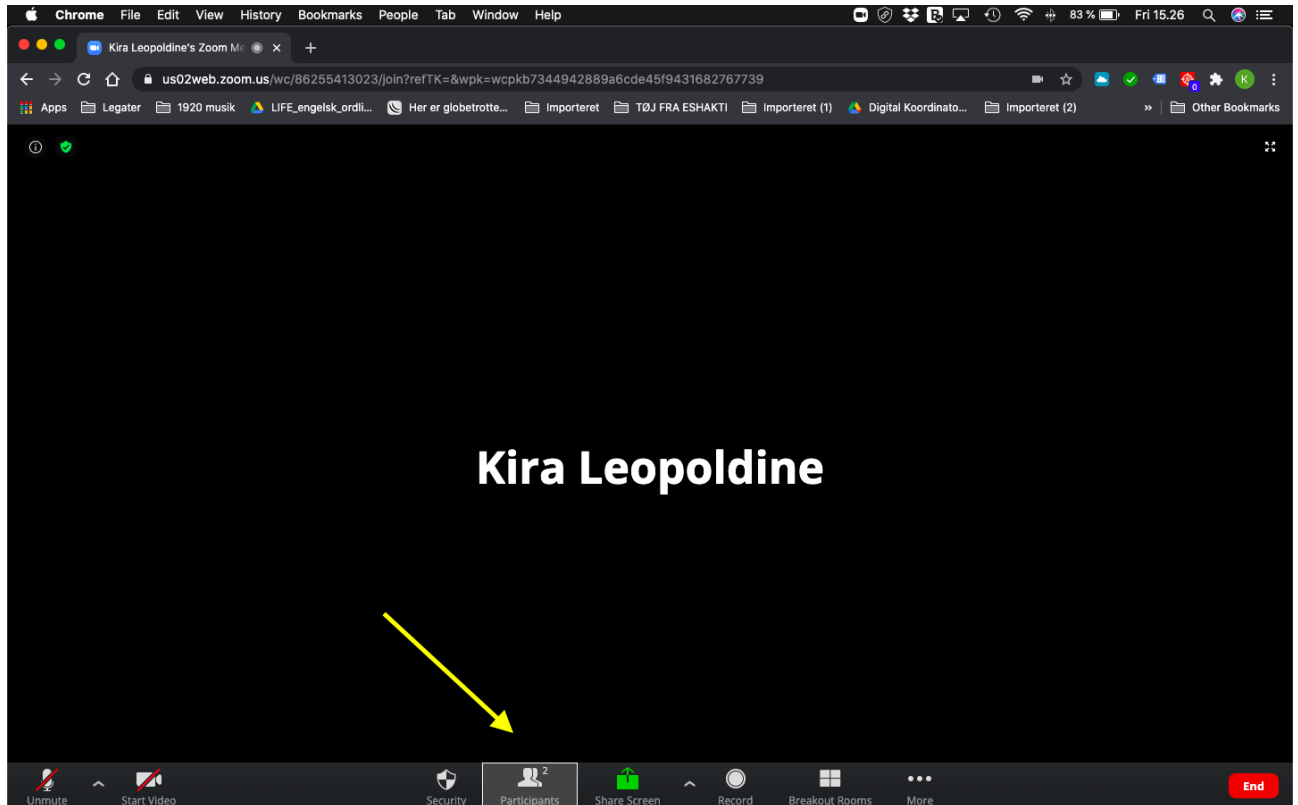 Chrome File Edit View History Bookmarks People Tab Window Help 83 % Fri 15.26
Kira Leopoldine's Zoom Me
us02web.zoom.us/wc/86255413023/join?refTK=&wpk=wcpkb7344942889a6cde45f9431682767739 K
Apps Legater 1920 musik LIFE_engelsk_ordli... Her er globetrotte... Importeret TØJ FRA ESHAKTI Importeret (1) Digital Koordinato... Importeret (2) » Other Bookmarks
Kira Leopoldine
2
Unmute Start Video Security Participants Share Screen Record Breakout Rooms More End